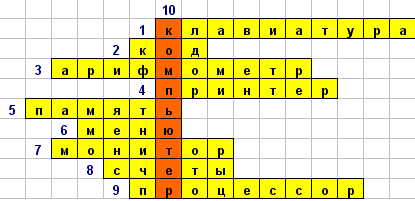 10
1 клавиатура
2 код
3 арифмометр
4 принтер
5 память
6 меню
7 монитор
8 счеты
9 процессор